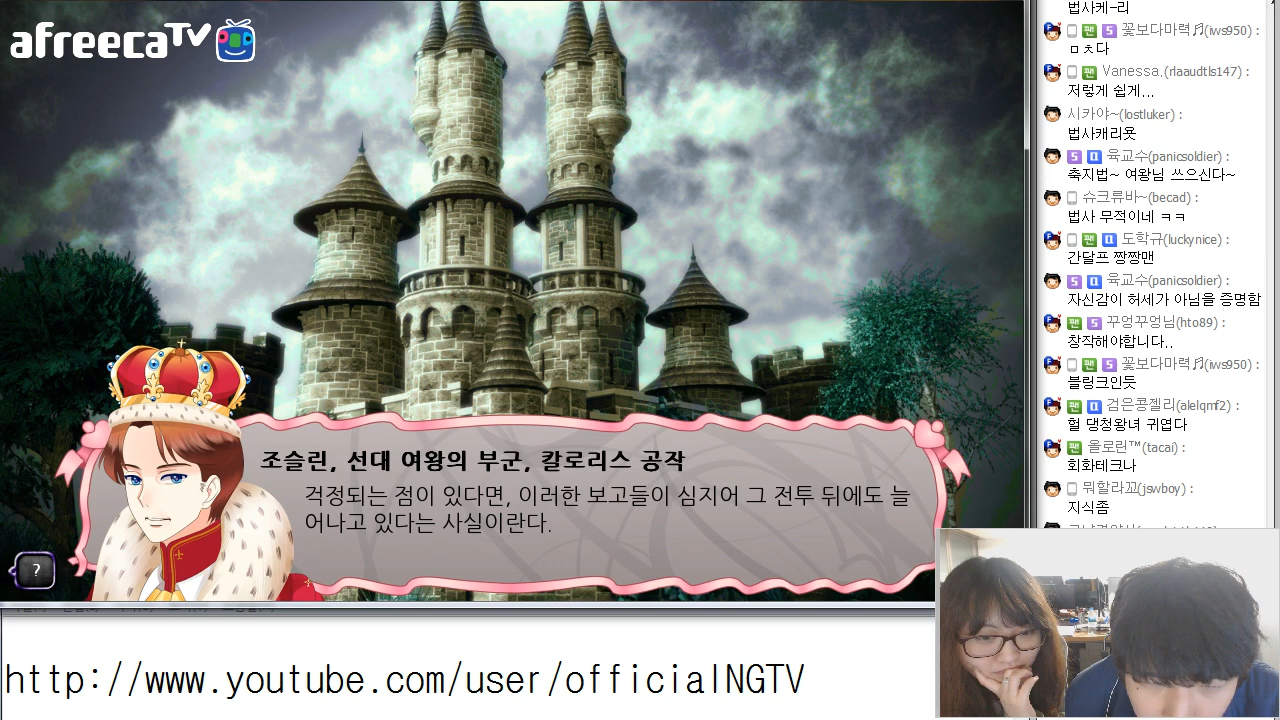 afreecaTV
조슬린, 선대 여왕의 부군, 칼로리스 공작
걱정되는 점이 있다면, 이러한 보고들이 심지어 그 전투 뒤에도 늘
어나고 있다는 사실이란다.
?
http://www.youtube.com/user/officialNGTV
법사케-리
팬 S 꽃보다마력♬(iws950) :
ㅁㅊ다
팬 Vanessa.(rlaaudtls147) :
저렇게 쉽게...
시카야~(lostluker) :
법사캐리욧
S Q 육교수(panicsoldier) :
축지법~ 여왕님 쓰으신다~
슈크류바~(becad) :
법사 무적이네 ㅋㅋ
팬 Q 도학규(luckynice) :
간달프 짱짱맨
S Q 육교수(panicsoldier) :
자신감이 허세가 아님을 증명함
팬 S 꾸엉꾸엉님(hto89) :
창작해야합니다..
팬 S 꽃보다마력♬(iws950) :
블링크인듯
팬 Q 검은콩젤리(alelqmf2) :
헐 댕청왕녀 귀엽다
팬 올로린™(tacai) :
회화테크나
뭐할라꼬(jswboy) :
지식좀